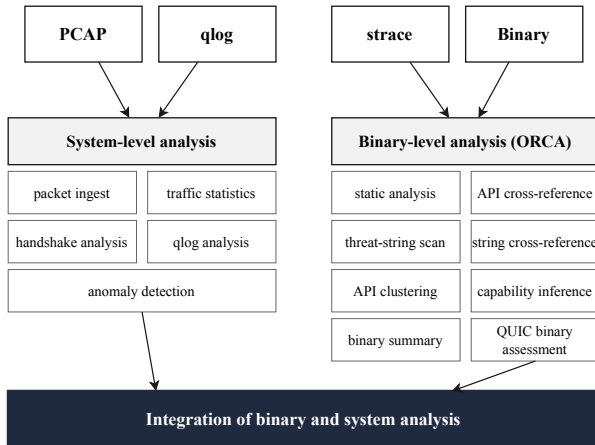 PCAP
qlog
strace
Binary
System-level analysis
Binary-level analysis (ORCA)
packet ingest
traffic statistics
static analysis
API cross-reference
handshake analysis
qlog analysis
threat-string scan
string cross-reference
anomaly detection
API clustering
capability inference
binary summary
QUIC binary
assessment
Integration of binary and system analysis